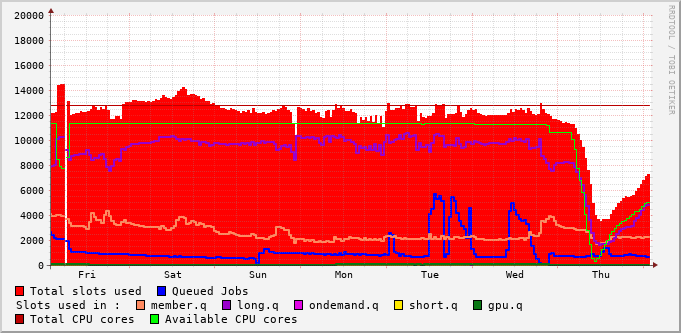 20000
18000
16000
14000
12000
10000
8000
6000
4000
2000
0
Fri Sat Sun Mon Tue Wed Thu
RRDTOOL / TOBI OETIKER
Total slots used Queued Jobs
Slots used in : member.q long.q ondemand.q short.q gpu.q
Total CPU cores Available CPU cores